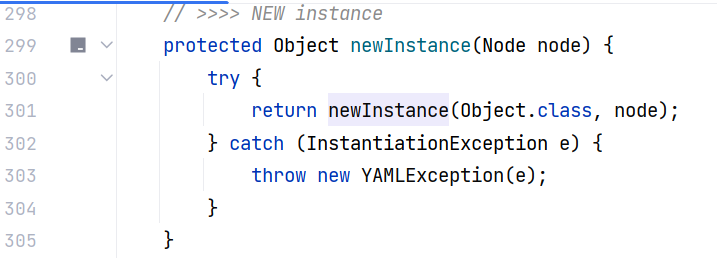 298 // >>>> NEW instance
299 protected Object newInstance(Node node) {
300 try {
301 return newInstance(Object.class, node);
302 } catch (InstantiationException e) {
303 throw new YAMLException(e);
304 }
305 }